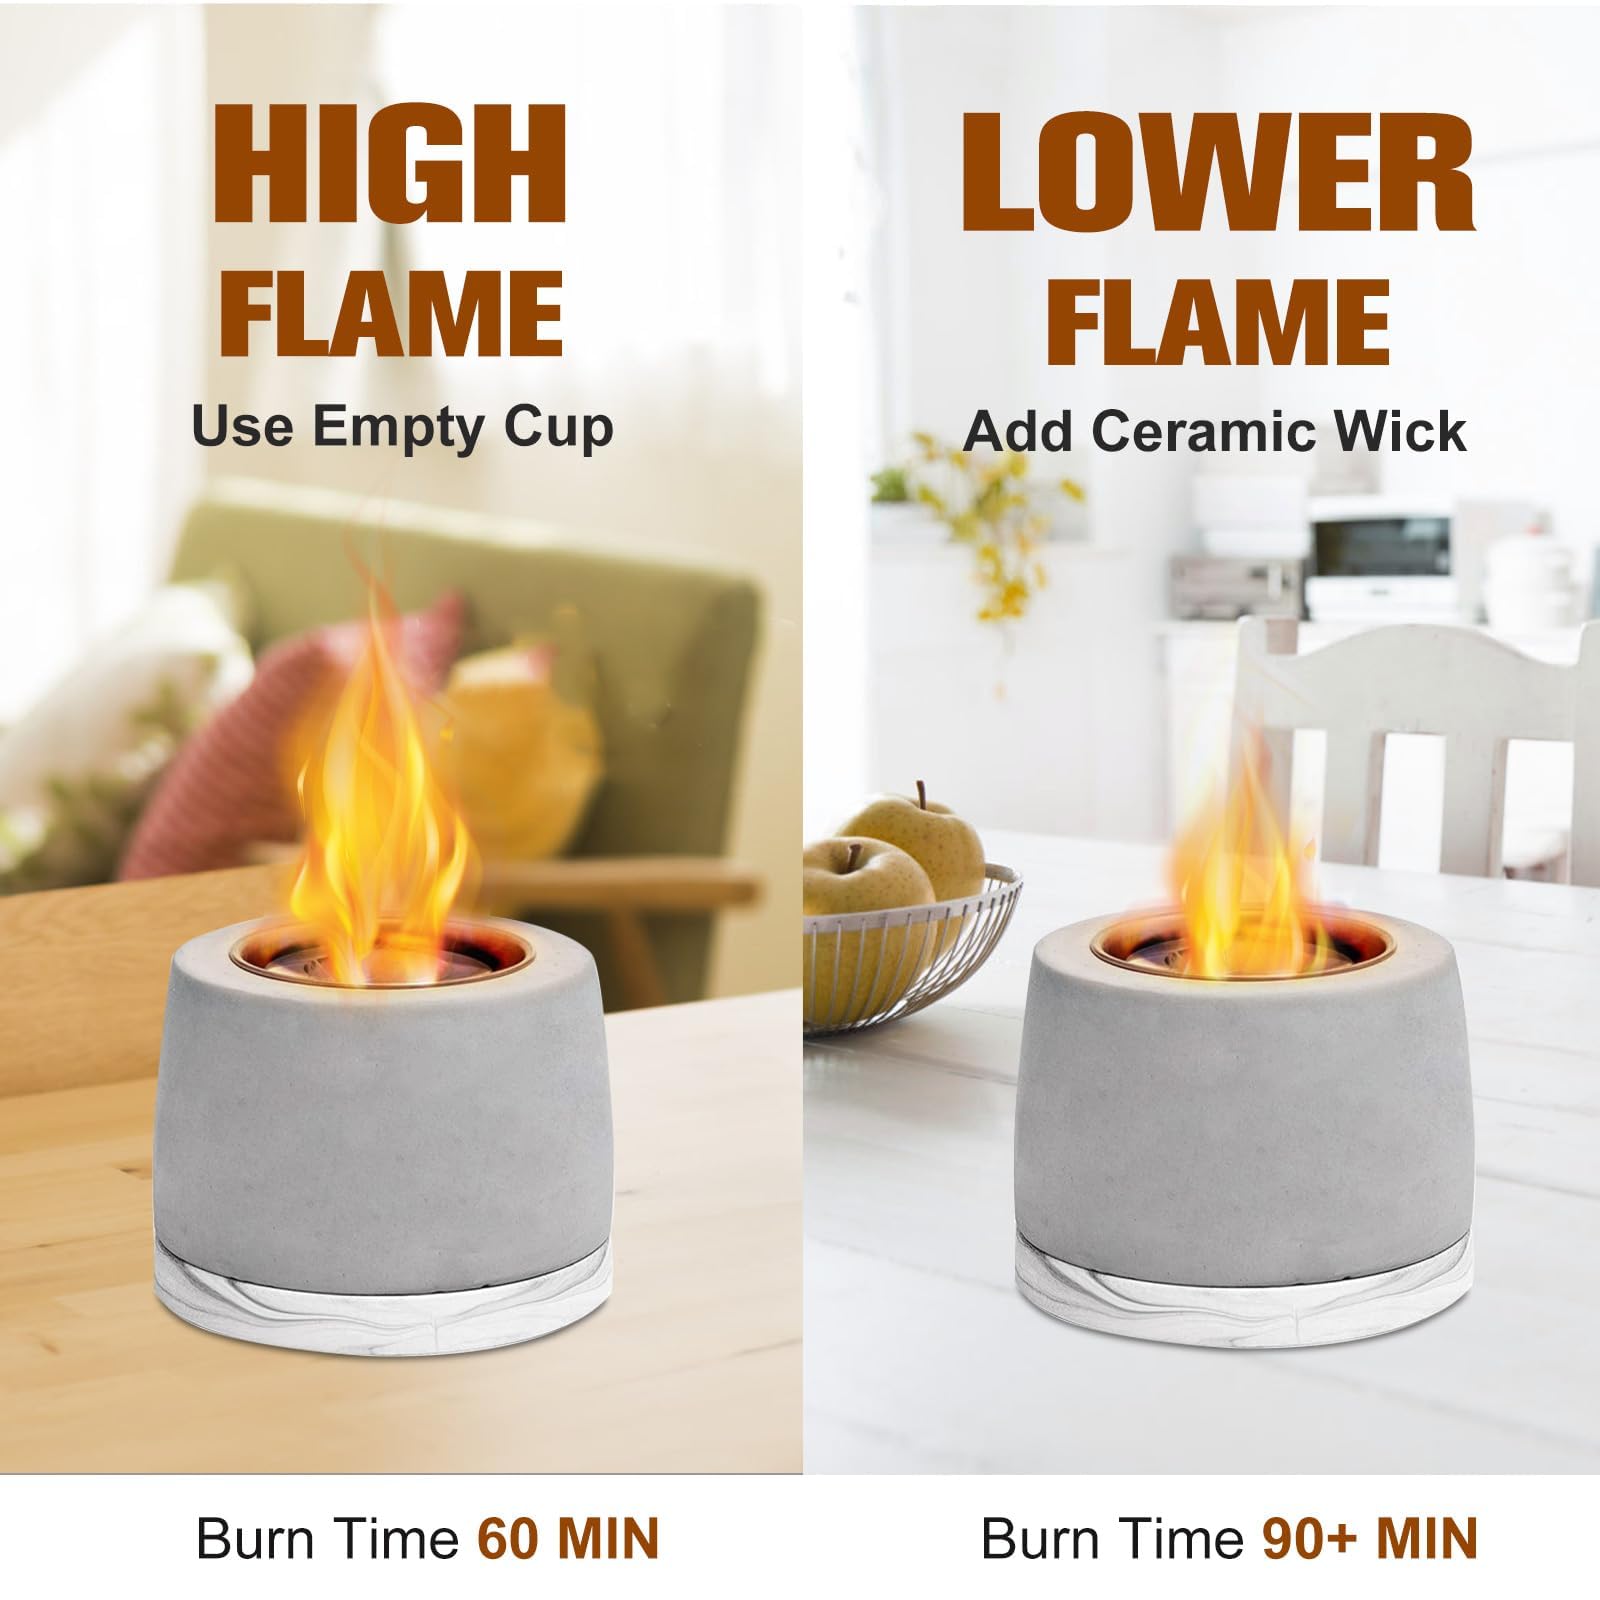 HIGH
FLAME
Use Empty Cup
Burn Time 60 MIN
LOWER
FLAME
Add Ceramic Wick
Burn Time 90+ MIN